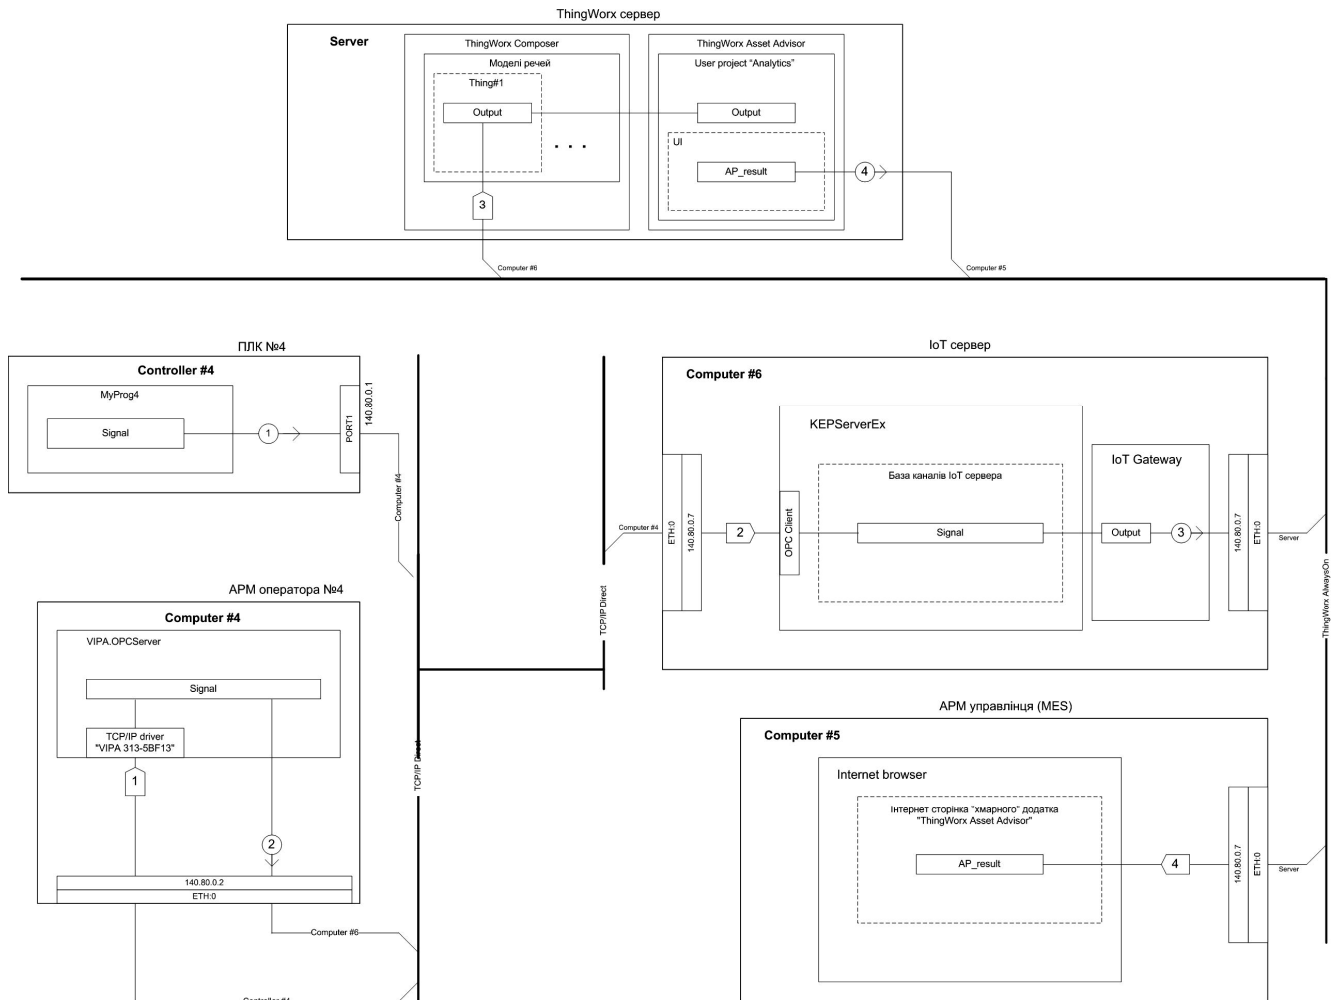 ThingWorx сервер
Server
ThingWorx Composer
Моделі речей
Thing#1
Output
. . .
3
ThingWorx Asset Advisor
User project “Analytics”
Output
UI
AP_result
4
Computer #6
Computer #5
ПЛК №4
Controller #4
MyProg4
Signal
1
PORT1
140.80.0.1
Computer #4
АРМ оператора №4
Computer #4
VIPA.OPCServer
Signal
TCP/IP driver
"VIPA 313-5BF13"
1
2
140.80.0.2
ETH:0
Computer #6
Controller #4
TCP/IP Direct
TCP/IP Direct
IoT сервер
Computer #6
Computer #4
ETH:0
140.80.0.7
2
KEPServerEx
OPC Client
База каналів IoT сервера
Signal
IoT Gateway
Output
3
140.80.0.7
ETH:0
Server
ThingWorx AlwaysOn
АРМ управлінця (MES)
Computer #5
Internet browser
Інтернет сторінка "хмарного" додатка
"ThingWorx Asset Advisor"
AP_result
4
140.80.0.7
ETH:0
Server